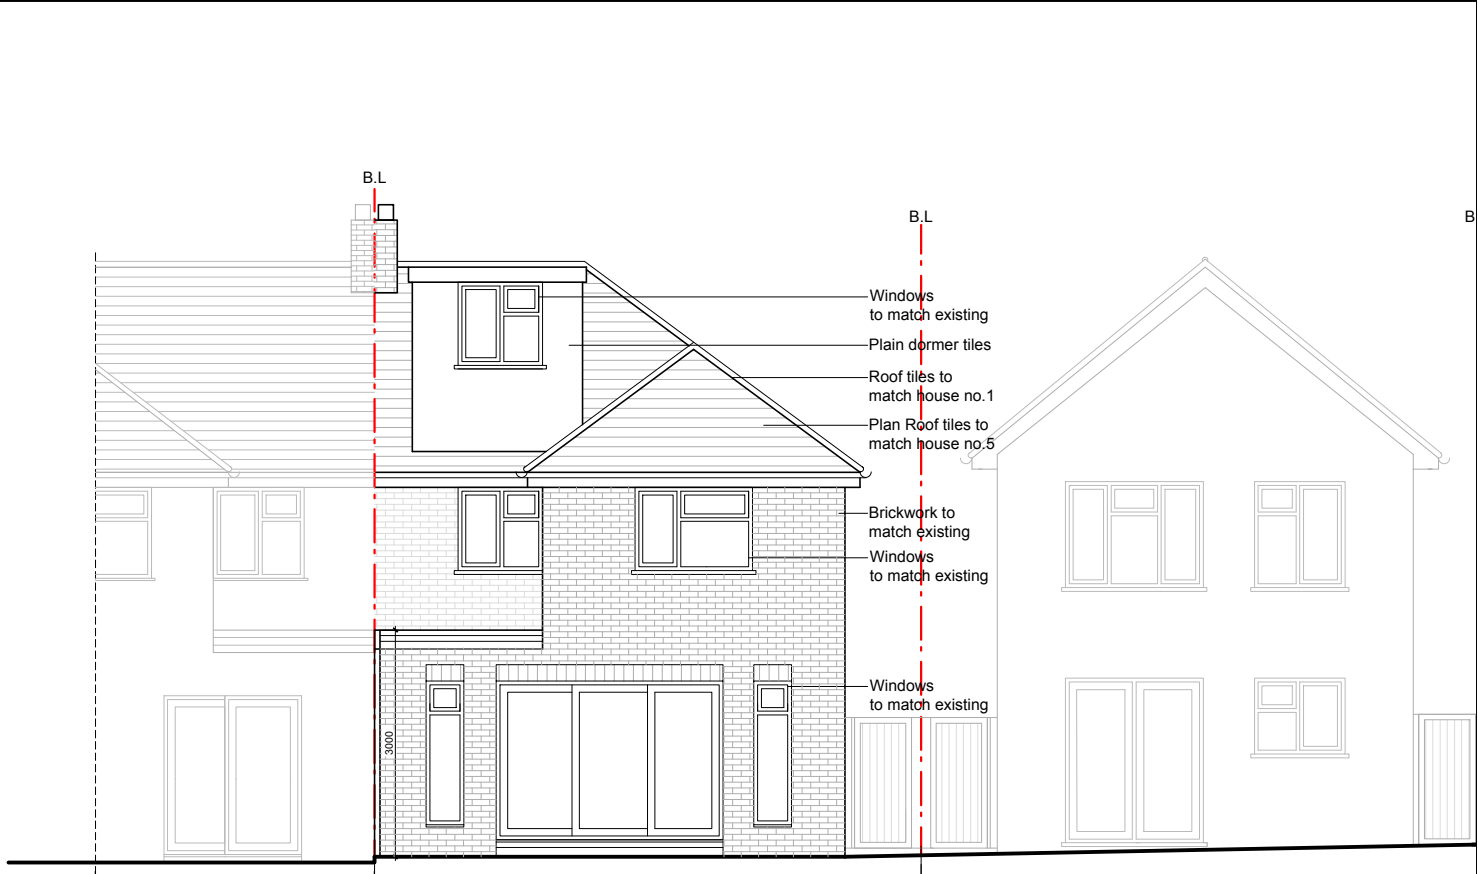 B.L
B.L
B
Windows
to match existing
Plain dormer tiles
Roof tiles to
match house no.1
Plan Roof tiles to
match house no.5
Brickwork to
match existing
Windows
to match existing
Windows
to match existing
3000